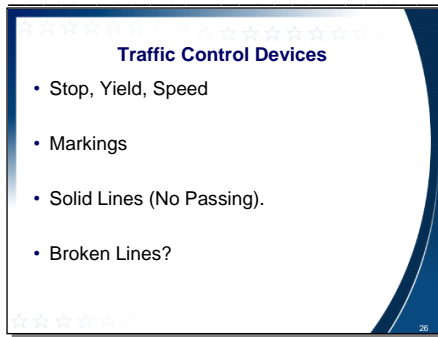 Traffic Control Devices
• Stop, Yield, Speed
• Markings
• Solid Lines (No Passing).
• Broken Lines?
26